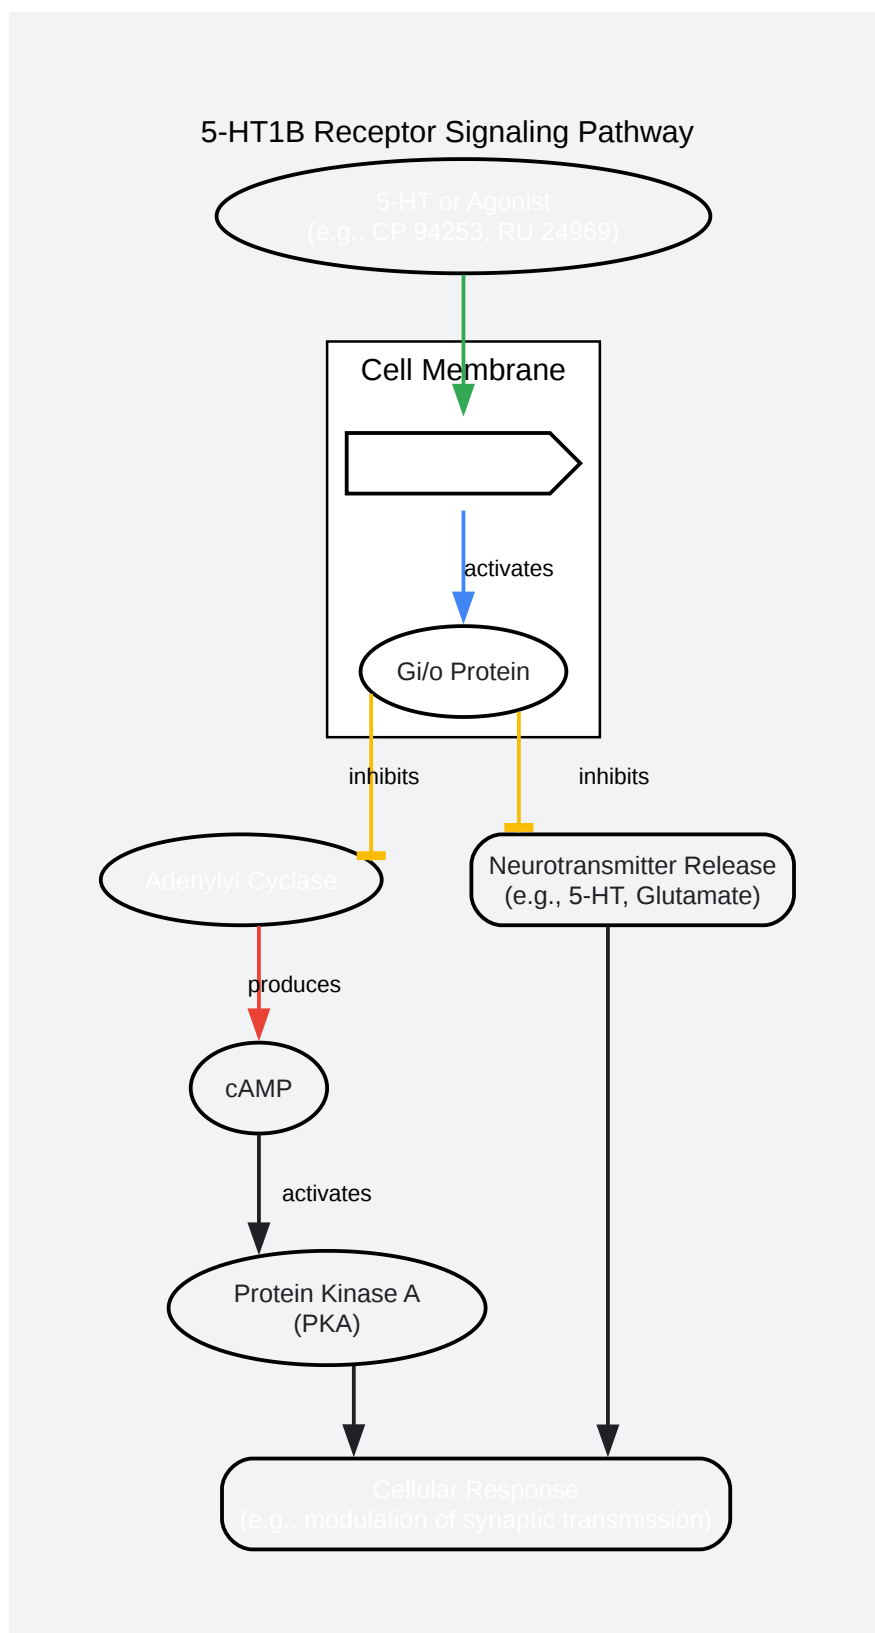 5-HT1B Receptor Signaling Pathway
5-HT or Agonist
(e.g., CP 94253, RU 24969)
Cell Membrane
activates
Gi/o Protein
inhibits
inhibits
Adenylyl Cyclase
Neurotransmitter Release
(e.g., 5-HT, Glutamate)
produces
cAMP
activates
Protein Kinase A
(PKA)
Cellular Response
(e.g., modulation of synaptic transmission)